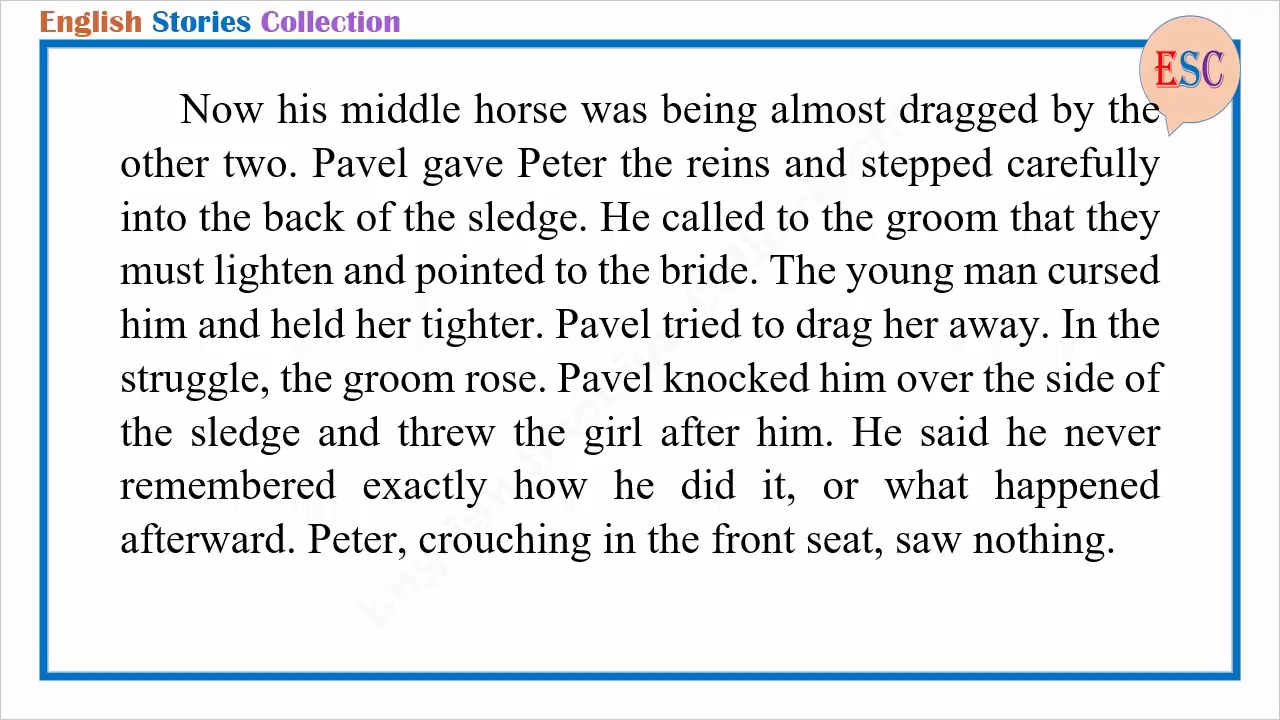 English Stories Collection
ESC
Now his middle horse was being almost dragged by the
other two. Pavel gave Peter the reins and stepped carefully
into the back of the sledge. He called to the groom that they
must lighten and pointed to the bride. The young man cursed
him and held her tighter. Pavel tried to drag her away. In the
struggle, the groom rose. Pavel knocked him over the side of
the sledge and threw the girl after him. He said he never
remembered exactly how he did it, or what happened
afterward. Peter, crouching in the front seat, saw nothing.